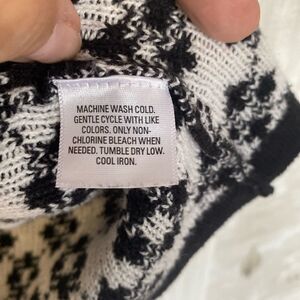 MACHINE WASH COLD.
GENTLE CYCLE WITH LIKE
COLORS. ONLY NON-
CHLORINE BLEACH WHEN
NEEDED. TUMBLE DRY LOW.
COOL IRON.